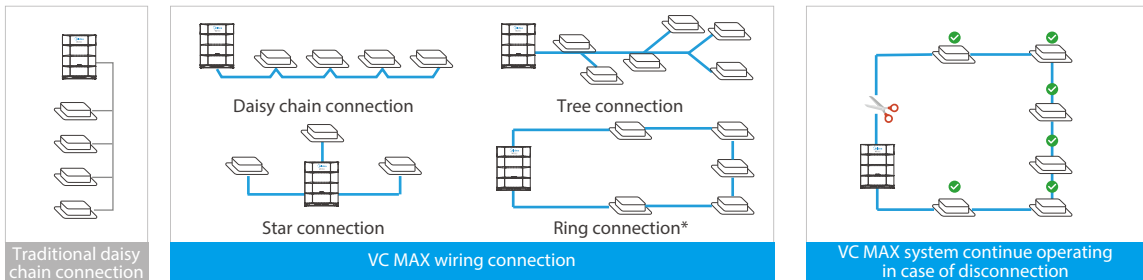 Daisy chain connection
Tree connection
Star connection
Ring connection*
Traditional daisy
chain connection
VC MAX wiring connection
VC MAX system continue operating
in case of disconnection